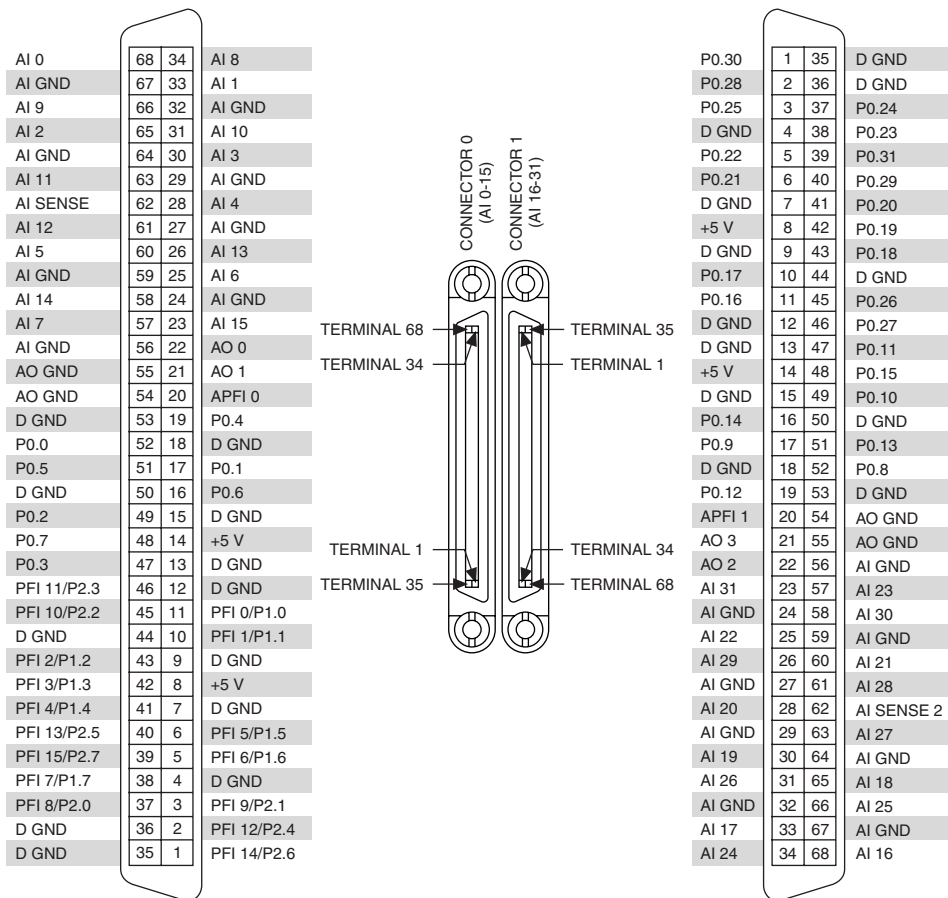 AI 0 68 34 AI 8
AI GND 67 33 AI 1
AI 9 66 32 AI GND
AI 2 65 31 AI 10
AI GND 64 30 AI 3
AI 11 63 29 AI GND
AI SENSE 62 28 AI 4
AI 12 61 27 AI GND
AI 5 60 26 AI 13
AI GND 59 25 AI 6
AI 14 58 24 AI GND
AI 7 57 23 AI 15
AI GND 56 22 AO 0
AO GND 55 21 AO 1
AO GND 54 20 APFI 0
D GND 53 19 P0.4
P0.0 52 18 D GND
P0.5 51 17 P0.1
D GND 50 16 P0.6
P0.2 49 15 D GND
P0.7 48 14 +5 V
P0.3 47 13 D GND
PFI 11/P2.3 46 12 D GND
PFI 10/P2.2 45 11 PFI 0/P1.0
D GND 44 10 PFI 1/P1.1
PFI 2/P1.2 43 9 D GND
PFI 3/P1.3 42 8 +5 V
PFI 4/P1.4 41 7 D GND
PFI 13/P2.5 40 6 PFI 5/P1.5
PFI 15/P2.7 39 5 PFI 6/P1.6
PFI 7/P1.7 38 4 D GND
PFI 8/P2.0 37 3 PFI 9/P2.1
D GND 36 2 PFI 12/P2.4
D GND 35 1 PFI 14/P2.6
CONNECTOR 0
(AI 0-15)
CONNECTOR 1
(AI 16-31)
TERMINAL 68
TERMINAL 34
TERMINAL 35
TERMINAL 1
TERMINAL 1
TERMINAL 35
TERMINAL 34
TERMINAL 68
P0.30 1 35 D GND
P0.28 2 36 D GND
P0.25 3 37 P0.24
D GND 4 38 P0.23
P0.22 5 39 P0.31
P0.21 6 40 P0.29
D GND 7 41 P0.20
+5 V 8 42 P0.19
D GND 9 43 P0.18
P0.17 10 44 D GND
P0.16 11 45 P0.26
D GND 12 46 P0.27
D GND 13 47 P0.11
+5 V 14 48 P0.15
D GND 15 49 P0.10
P0.14 16 50 D GND
P0.9 17 51 P0.13
D GND 18 52 P0.8
P0.12 19 53 D GND
APFI 1 20 54 AO GND
AO 3 21 55 AO GND
AO 2 22 56 AI GND
AI 31 23 57 AI 23
AI GND 24 58 AI 30
AI 22 25 59 AI GND
AI 29 26 60 AI 21
AI GND 27 61 AI 28
AI 20 28 62 AI SENSE 2
AI GND 29 63 AI 27
AI 19 30 64 AI GND
AI 26 31 65 AI 18
AI GND 32 66 AI 25
AI 17 33 67 AI GND
AI 24 34 68 AI 16